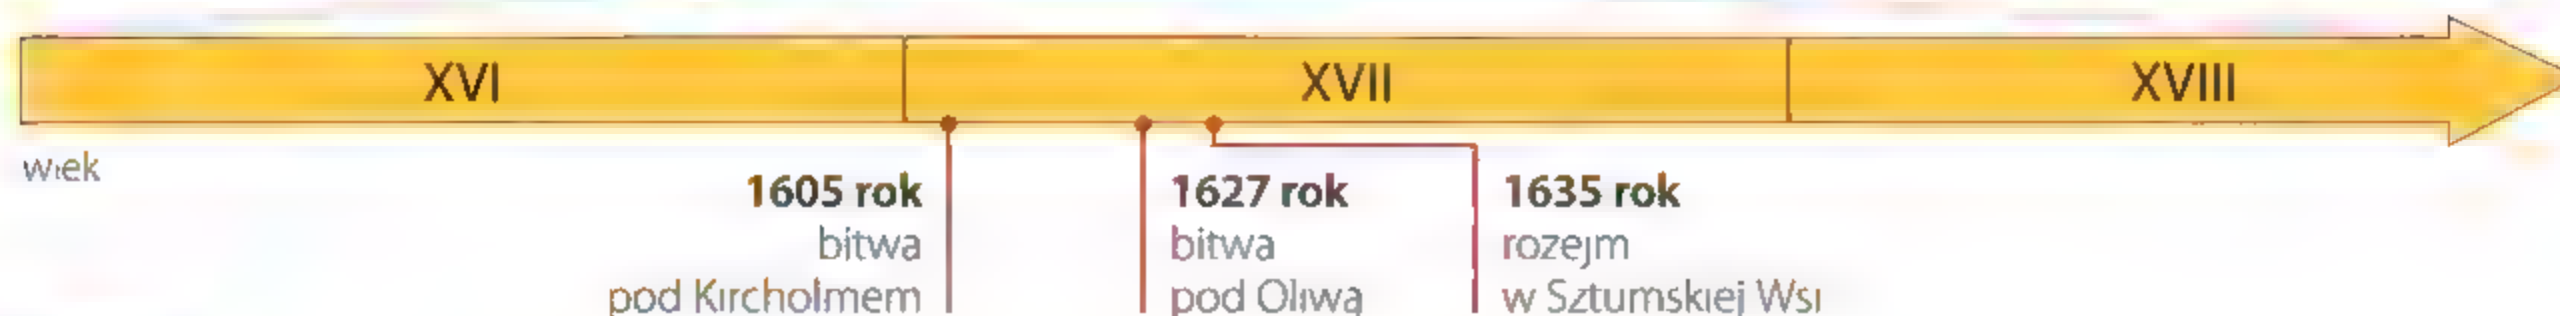 XVI XVII XVIII
wiek
1605 rok
bitwa
pod Kircholmem
1627 rok
bitwa
pod Oliwą
1635 rok
rozejm
w Sztumskiej Wsi